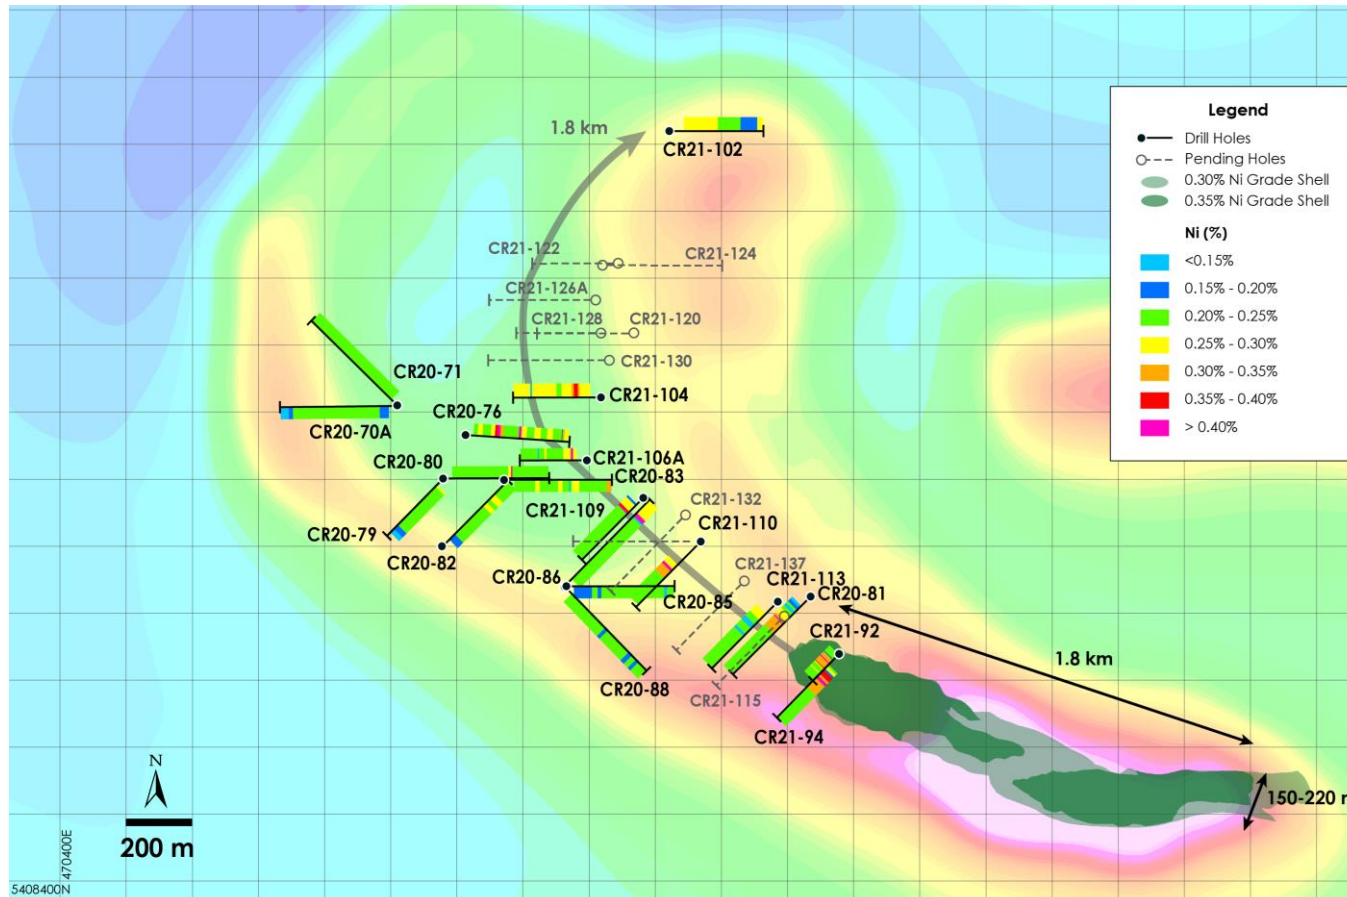 1.8 km
CR21-102
CR21-122
CR21-124
CR21-126A
CR21-128
CR21-120
CR21-130
CR20-71
CR21-104
CR20-76
CR20-70A
CR21-106A
CR20-80
CR20-83
CR21-132
CR21-109
CR20-79
CR21-110
CR20-82
CR21-137
CR20-86
CR21-113
CR20-81
CR20-85
CR21-92
1.8 km
CR20-88
CR21-115
CR21-94
150-220 m
N
200 m
470400E
5408400N
Legend
Drill Holes
Pending Holes
0.30% Ni Grade Shell
0.35% Ni Grade Shell
Ni (%)
<0.15%
0.15% - 0.20%
0.20% - 0.25%
0.25% - 0.30%
0.30% - 0.35%
0.35% - 0.40%
> 0.40%